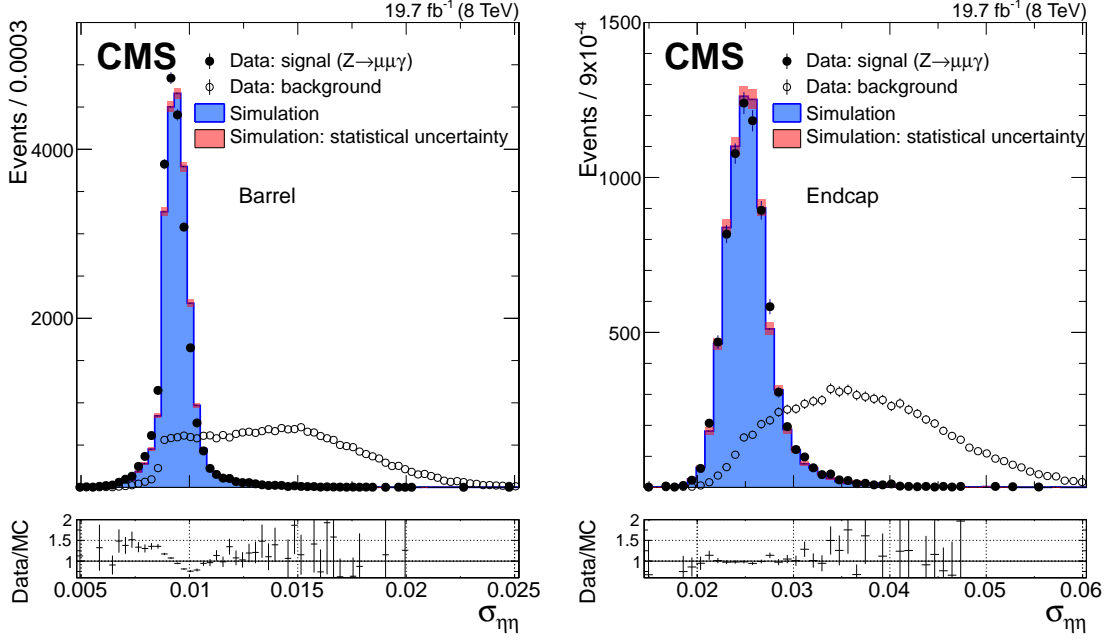 19.7 fb-1 (8 TeV)
CMS
Data: signal (Z→μμγ)
Data: background
Simulation
Simulation: statistical uncertainty
Barrel
Events / 0.0003
4000
2000
Data/MC
2
1.5
1
0.005 0.01 0.015 0.02 0.025
σηη
19.7 fb-1 (8 TeV)
CMS
Data: signal (Z→μμγ)
Data: background
Simulation
Simulation: statistical uncertainty
Endcap
Events / 9x10-4
1500
1000
500
0
Data/MC
2
1.5
1
0.02 0.03 0.04 0.05 0.06
σηη